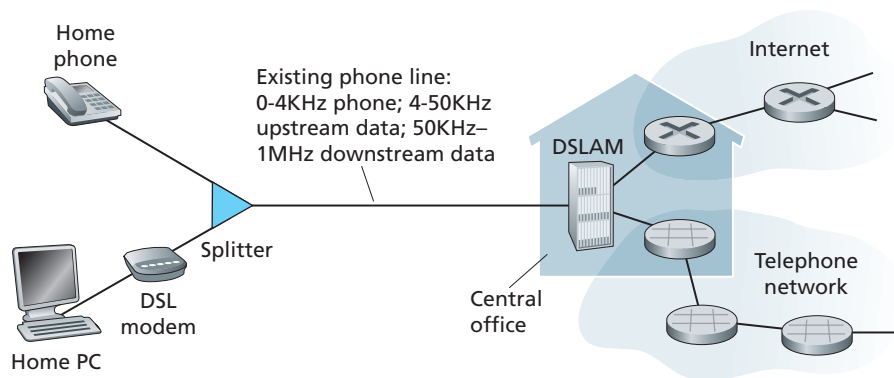 Home
phone
Existing phone line:
0-4KHz phone; 4-50KHz
upstream data; 50KHz–
1MHz downstream data
Internet
DSLAM
Splitter
DSL
modem
Home PC
Central
office
Telephone
network